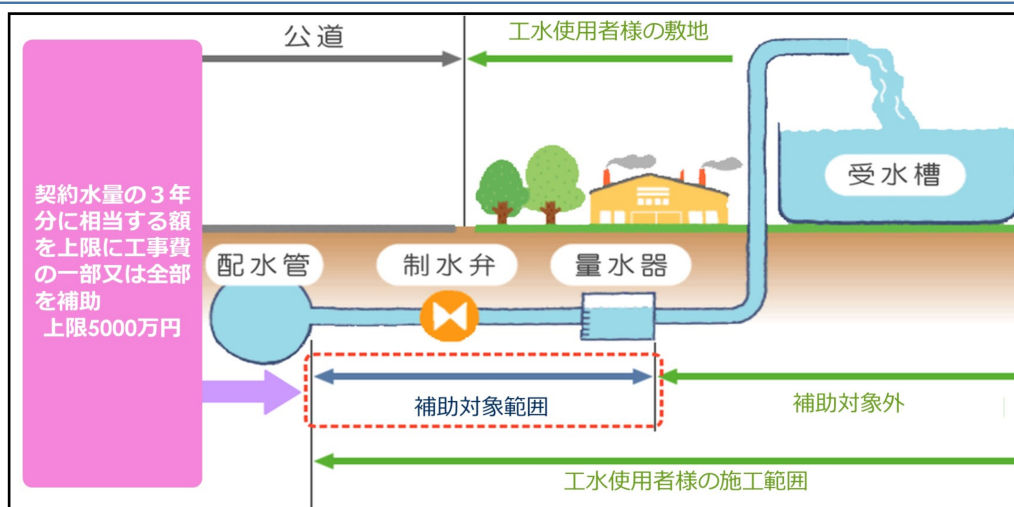 公道
工水使用者様の敷地
契約水量の３年
分に相当する額
を上限に工事費
の一部又は全部
を補助
上限5000万円
受水槽
配水管
制水弁
量水器
補助対象範囲
補助対象外
工水使用者様の施工範囲